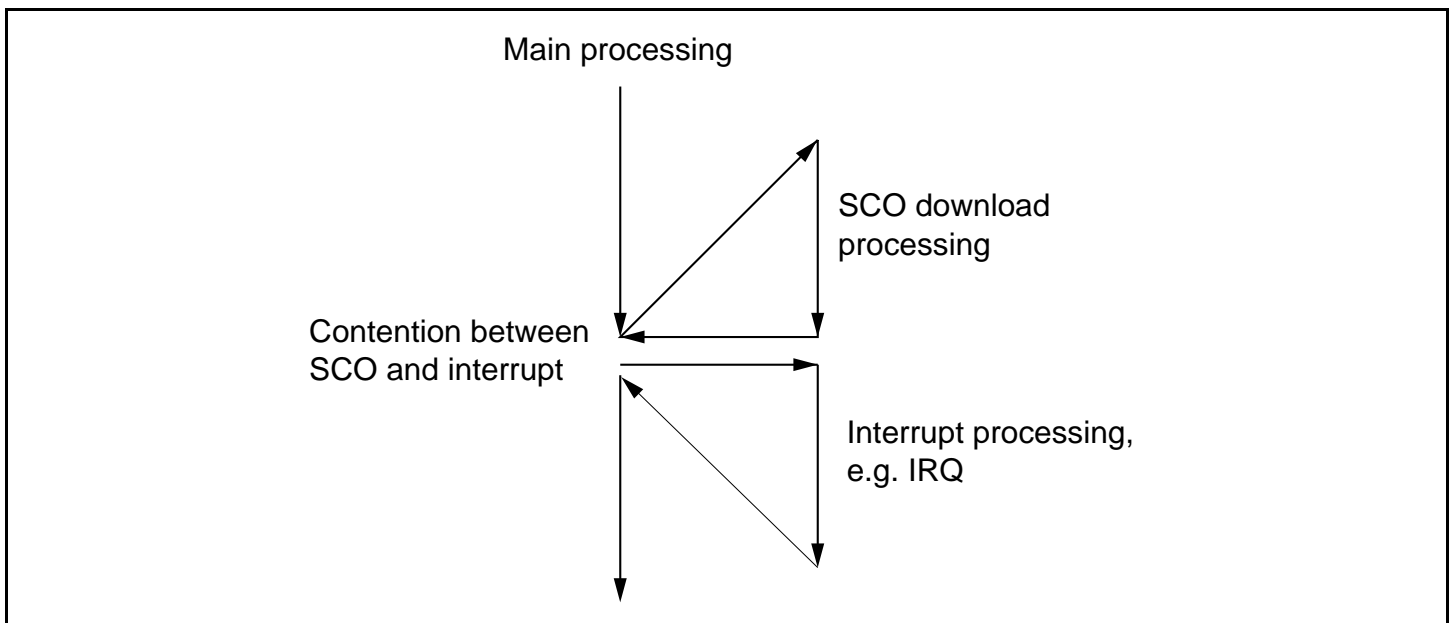 Main processing
SCO download
processing
Contention between
SCO and interrupt
Interrupt processing,
e.g. IRQ